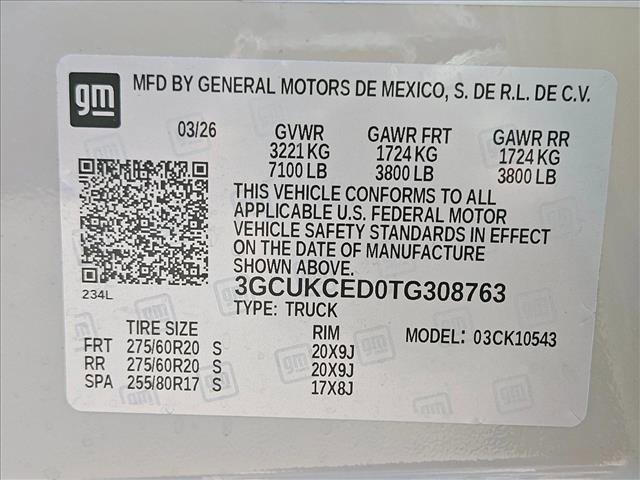 gm MFD BY GENERAL MOTORS DE MEXICO, S. DE R.L. DE C.V.
03/26 GVWR GAWR FRT GAWR RR
3221 KG 1724 KG 1724 KG
7100 LB 3800 LB 3800 LB
THIS VEHICLE CONFORMS TO ALL
APPLICABLE U.S. FEDERAL MOTOR
VEHICLE SAFETY STANDARDS IN EFFECT
ON THE DATE OF MANUFACTURE
SHOWN ABOVE.
234L
3GCUKCED0TG308763
TYPE: TRUCK
TIRE SIZE RIM MODEL: 03CK10543
FRT 275/60R20 S 20X9J
RR 275/60R20 S 20X9J
SPA 255/80R17 S 17X8J